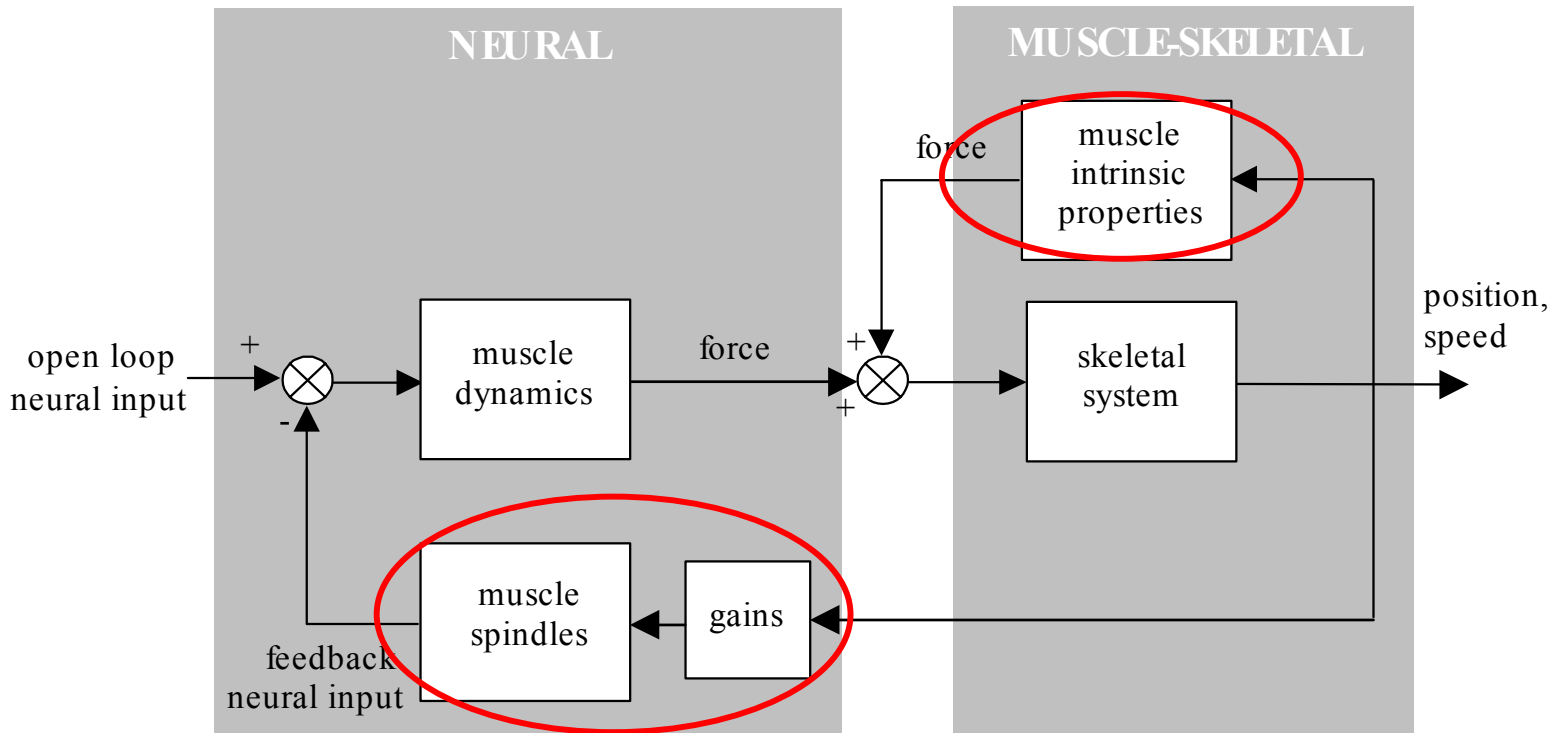 NEURAL
MUSCLE-SKELETAL
muscle
intrinsic
properties
force
position,
speed
open loop
neural input
+
-
muscle
dynamics
force
+
+
skeletal
system
muscle
spindles
gains
feedback
neural input